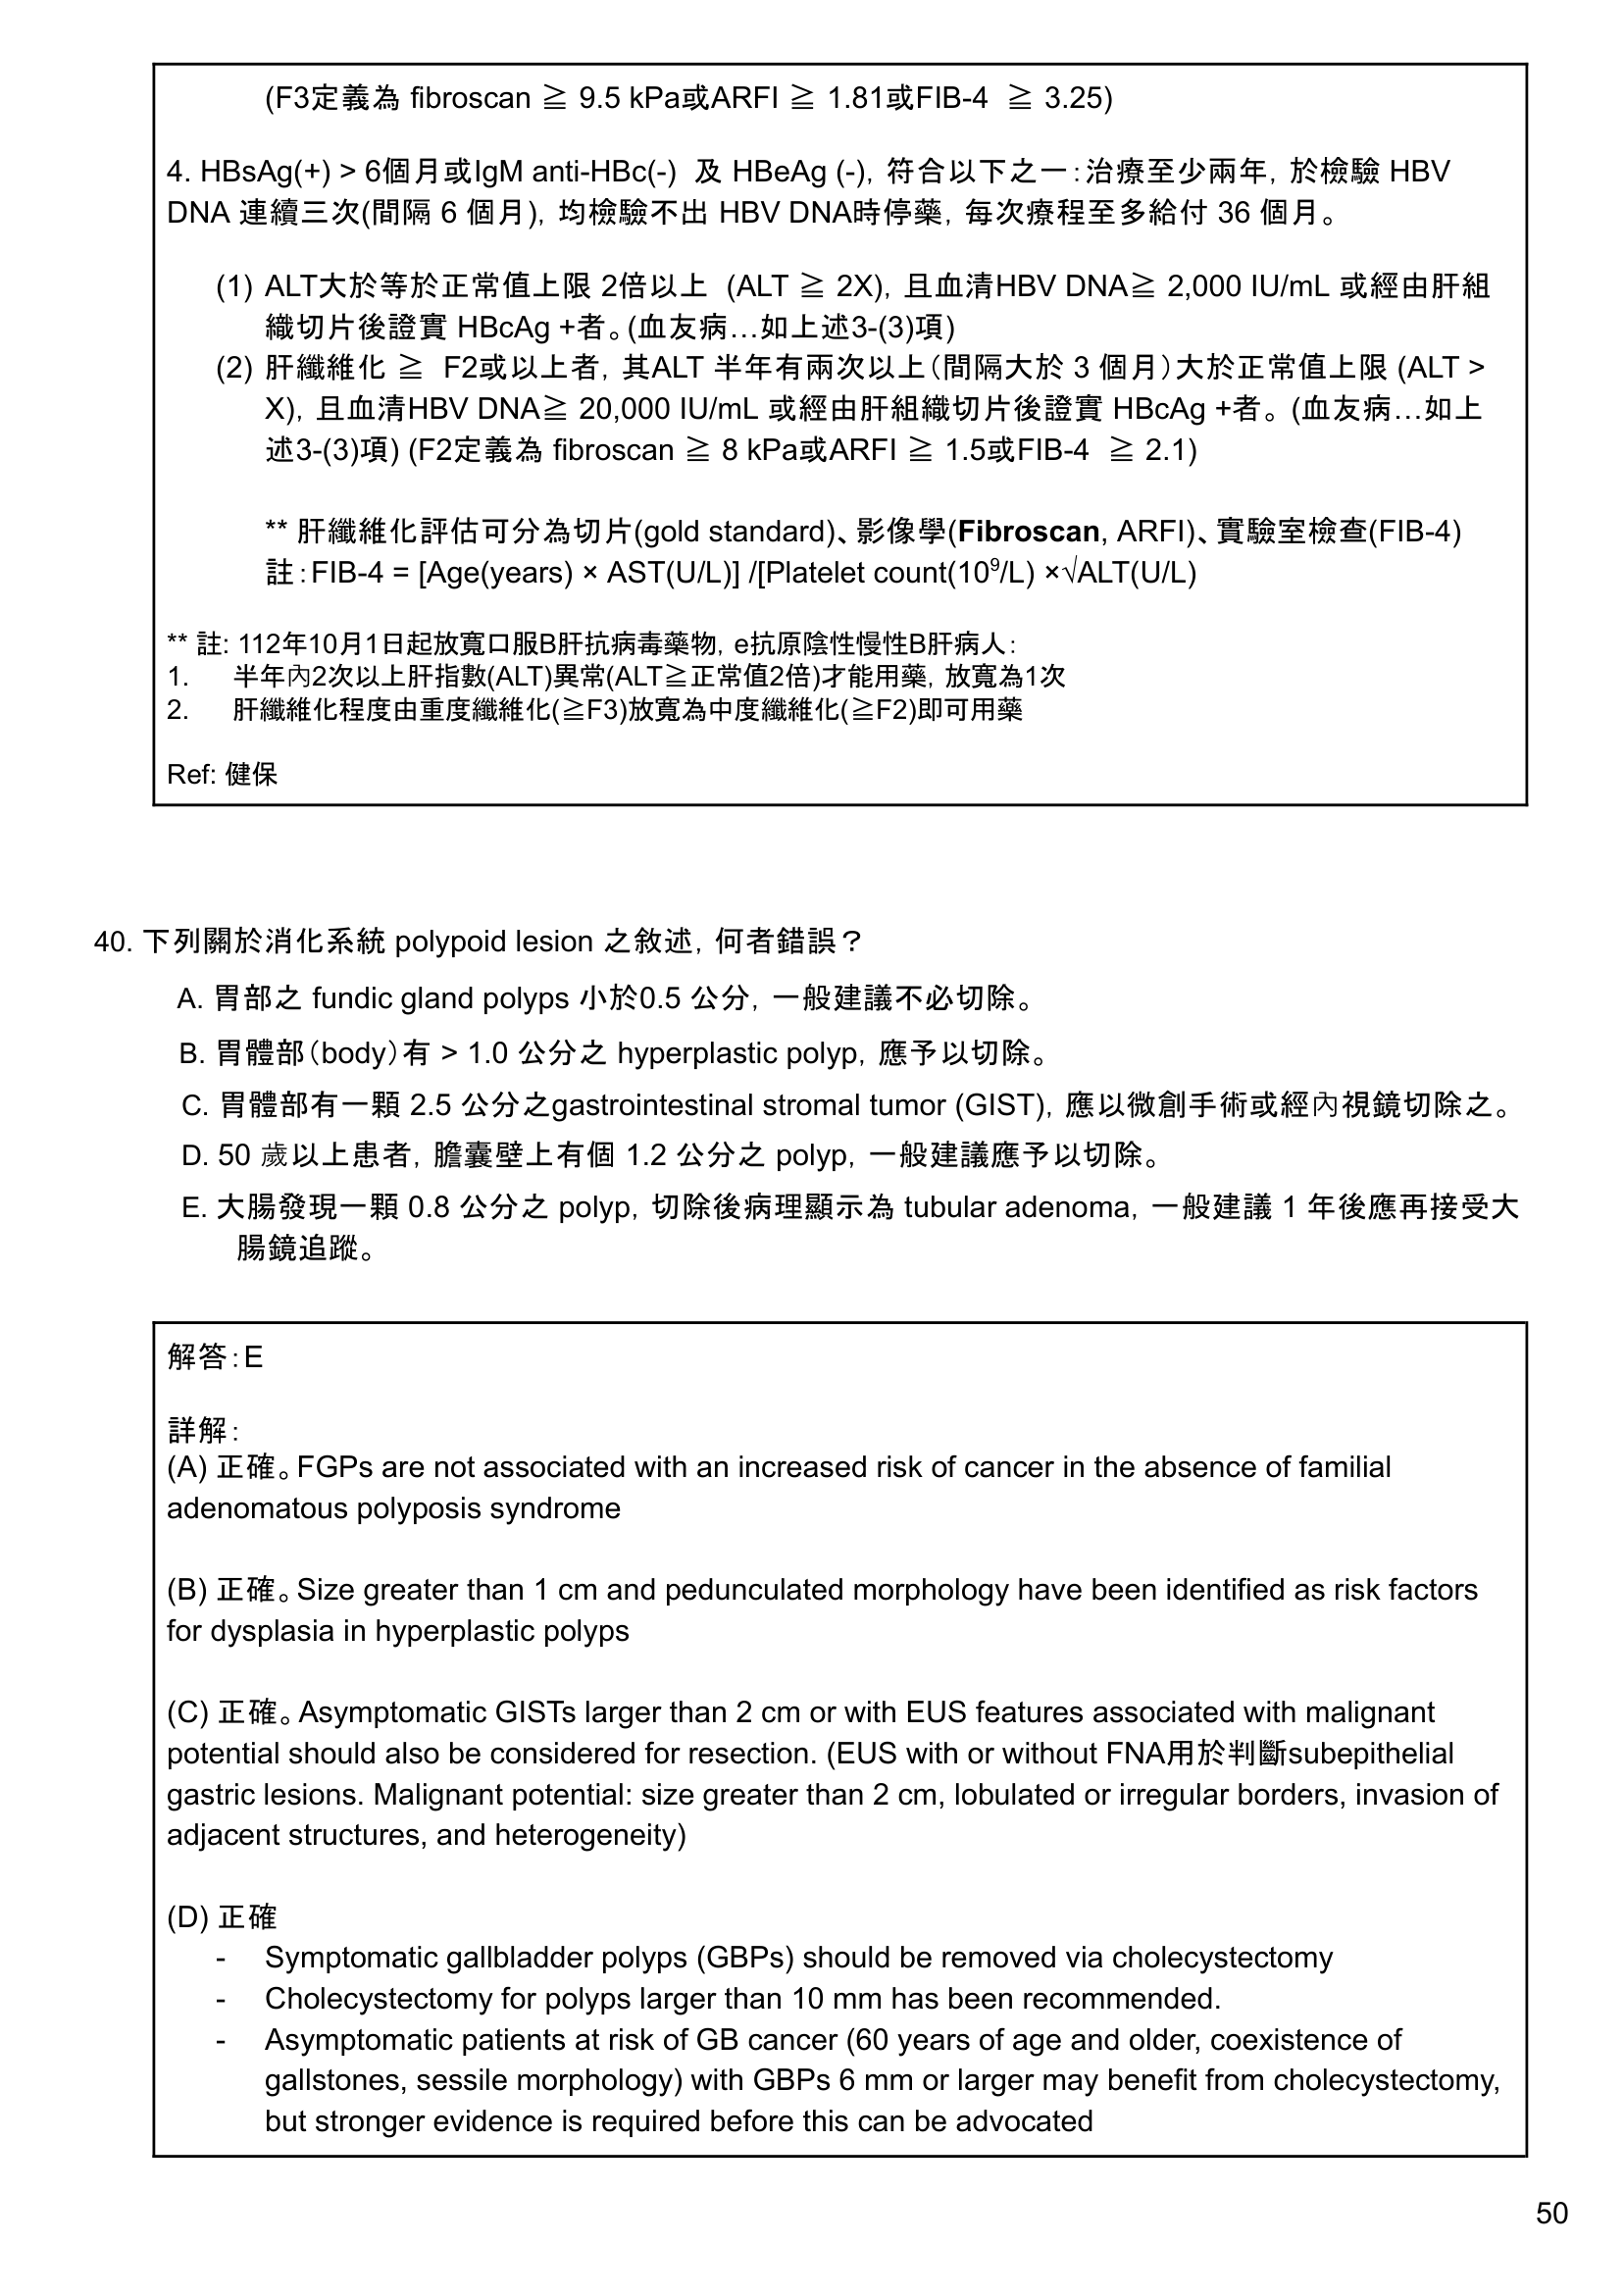 (F3定義為 fibroscan ≧ 9.5 kPa或ARFI ≧ 1.81或FIB-4 ≧ 3.25)
4. HBsAg(+) > 6個月或IgM anti-HBc(-) 及 HBeAg (-)，符合以下之一：治療至少兩年，於檢驗 HBV
DNA 連續三次(間隔 6 個月)，均檢驗不出 HBV DNA時停藥，每次療程至多給付 36 個月。
(1) ALT大於等於正常值上限 2倍以上 (ALT ≧ 2X)，且血清HBV DNA≧ 2,000 IU/mL 或經由肝組
織切片後證實 HBcAg +者。(血友病…如上述3-(3)項)
(2) 肝纖維化 ≧ F2或以上者，其ALT 半年有兩次以上（間隔大於 3 個月）大於正常值上限 (ALT >
X)，且血清HBV DNA≧ 20,000 IU/mL 或經由肝組織切片後證實 HBcAg +者。(血友病…如上
述3-(3)項) (F2定義為 fibroscan ≧ 8 kPa或ARFI ≧ 1.5或FIB-4 ≧ 2.1)
** 肝纖維化評估可分為切片(gold standard)、影像學(Fibroscan, ARFI)、實驗室檢查(FIB-4)
註：FIB-4 = [Age(years) × AST(U/L)] /[Platelet count(10⁹/L) ×√ALT(U/L)
** 註: 112年10月1日起放寬口服B肝抗病毒藥物，e抗原陰性慢性B肝病人：
1. 半年內2次以上肝指數(ALT)異常(ALT≧正常值2倍)才能用藥，放寬為1次
2. 肝纖維化程度由重度纖維化(≧F3)放寬為中度纖維化(≧F2)即可用藥
Ref: 健保
40. 下列關於消化系統 polypoid lesion 之敘述，何者錯誤？
A. 胃部之 fundic gland polyps 小於0.5 公分，一般建議不必切除。
B. 胃體部（body）有 > 1.0 公分之 hyperplastic polyp，應予以切除。
C. 胃體部有一顆 2.5 公分之gastrointestinal stromal tumor (GIST)，應以微創手術或經內視鏡切除之。
D. 50 歲以上患者，膽囊壁上有個 1.2 公分之 polyp，一般建議應予以切除。
E. 大腸發現一顆 0.8 公分之 polyp，切除後病理顯示為 tubular adenoma，一般建議 1 年後應再接受大
腸鏡追蹤。
解答：E
詳解：
(A) 正確。FGPs are not associated with an increased risk of cancer in the absence of familial
adenomatous polyposis syndrome
(B) 正確。Size greater than 1 cm and pedunculated morphology have been identified as risk factors
for dysplasia in hyperplastic polyps
(C) 正確。Asymptomatic GISTs larger than 2 cm or with EUS features associated with malignant
potential should also be considered for resection. (EUS with or without FNA用於判斷subepithelial
gastric lesions. Malignant potential: size greater than 2 cm, lobulated or irregular borders, invasion of
adjacent structures, and heterogeneity)
(D) 正確
- Symptomatic gallbladder polyps (GBPs) should be removed via cholecystectomy
- Cholecystectomy for polyps larger than 10 mm has been recommended.
- Asymptomatic patients at risk of GB cancer (60 years of age and older, coexistence of
gallstones, sessile morphology) with GBPs 6 mm or larger may benefit from cholecystectomy,
but stronger evidence is required before this can be advocated
50